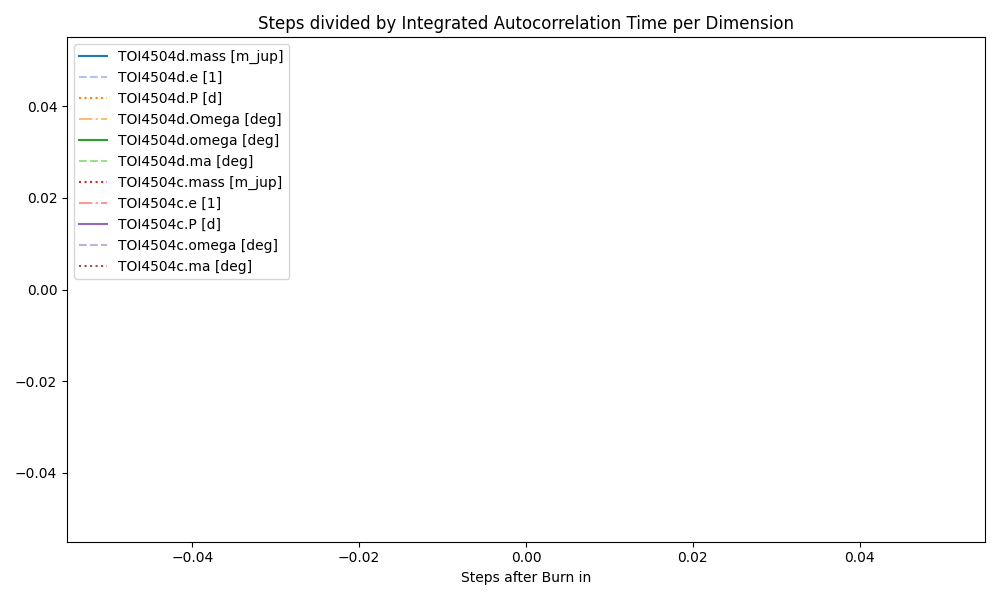 Steps divided by Integrated Autocorrelation Time per Dimension
TOI4504d.mass [m_jup]
TOI4504d.e [1]
TOI4504d.P [d]
TOI4504d.Omega [deg]
TOI4504d.omega [deg]
TOI4504d.ma [deg]
TOI4504c.mass [m_jup]
TOI4504c.e [1]
TOI4504c.P [d]
TOI4504c.omega [deg]
TOI4504c.ma [deg]
0.04
0.02
0.00
−0.02
−0.04
−0.04 −0.02 0.00 0.02 0.04
Steps after Burn in